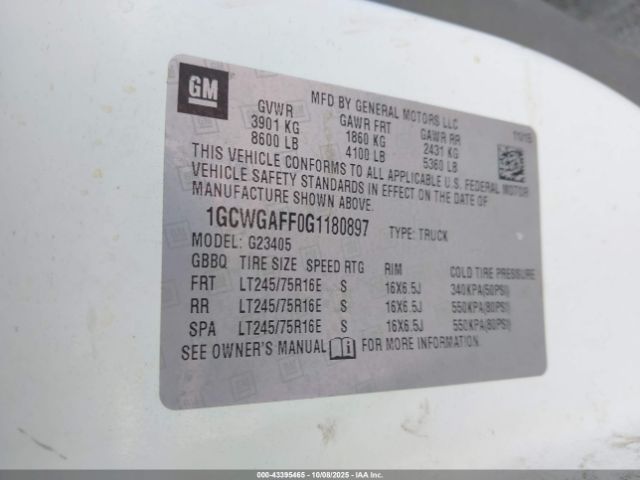 GM
MFD BY GENERAL MOTORS LLC
GVWR GAWR FRT GAWR RR
3901 KG 1860 KG 2431 KG
8600 LB 4100 LB 5360 LB
THIS VEHICLE CONFORMS TO ALL APPLICABLE U.S. FEDERAL MOTOR
VEHICLE SAFETY STANDARDS IN EFFECT ON THE DATE OF
MANUFACTURE SHOWN ABOVE.
1GCWGAFF0G1180897 TYPE: TRUCK
MODEL: G23405
GBBQ TIRE SIZE SPEED RTG RIM COLD TIRE PRESSURE
FRT LT245/75R16E S 16X6.5J 340KPA(50PSI)
RR LT245/75R16E S 16X6.5J 550KPA(80PSI)
SPA LT245/75R16E S 16X6.5J 550KPA(80PSI)
SEE OWNER'S MANUAL FOR MORE INFORMATION.
000-43395465 - 10/08/2025 - IAA Inc.